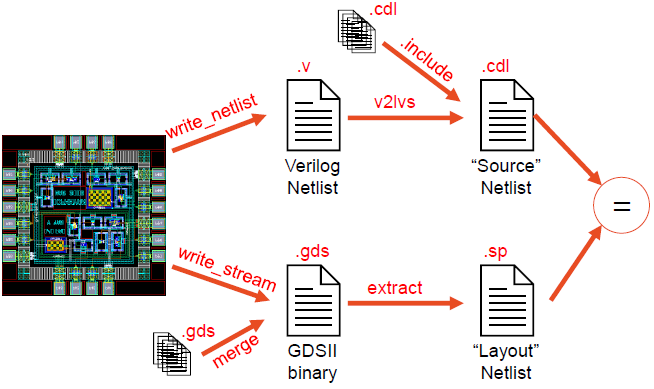 .cdl
.include
.v
.cdl
write_netlist
v2lvs
Verilog
Netlist
“Source”
Netlist
=
write_stream
.gds
.sp
extract
.gds
merge
GDSII
binary
“Layout”
Netlist